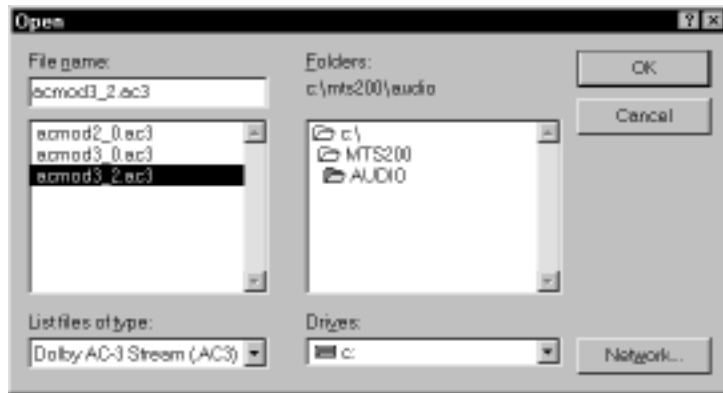 Open
File name:
acmod3_2.ac3
acmod2_0.ac3
acmod3_0.ac3
acmod3_2.ac3
List files of type:
Dolby AC-3 Stream (.AC3)
Folders:
c:\mts200\audio
c:\
MTS200
AUDIO
Drives:
c:
OK
Cancel
Network...